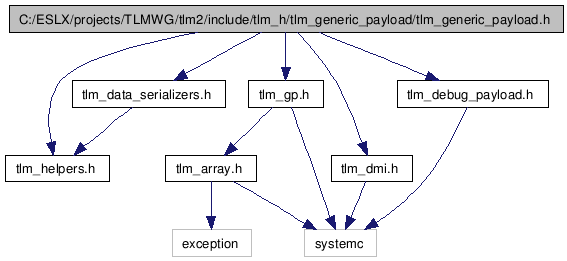 C:/ESLX/projects/TLMWG/tlm2/include/tlm_h/tlm_generic_payload/tlm_generic_payload.h
tlm_data_serializers.h
tlm_gp.h
tlm_debug_payload.h
tlm_helpers.h
tlm_array.h
tlm_dmi.h
exception
systemc